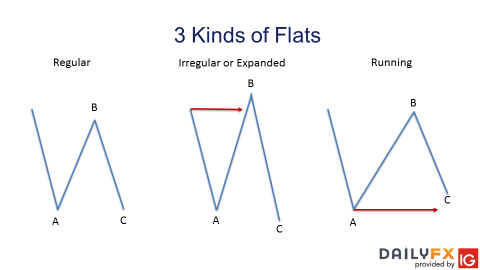 3 Kinds of Flats
Regular
Irregular or Expanded
Running
B
A
C
B
A
C
B
A
C
DAILYFX
provided by IG